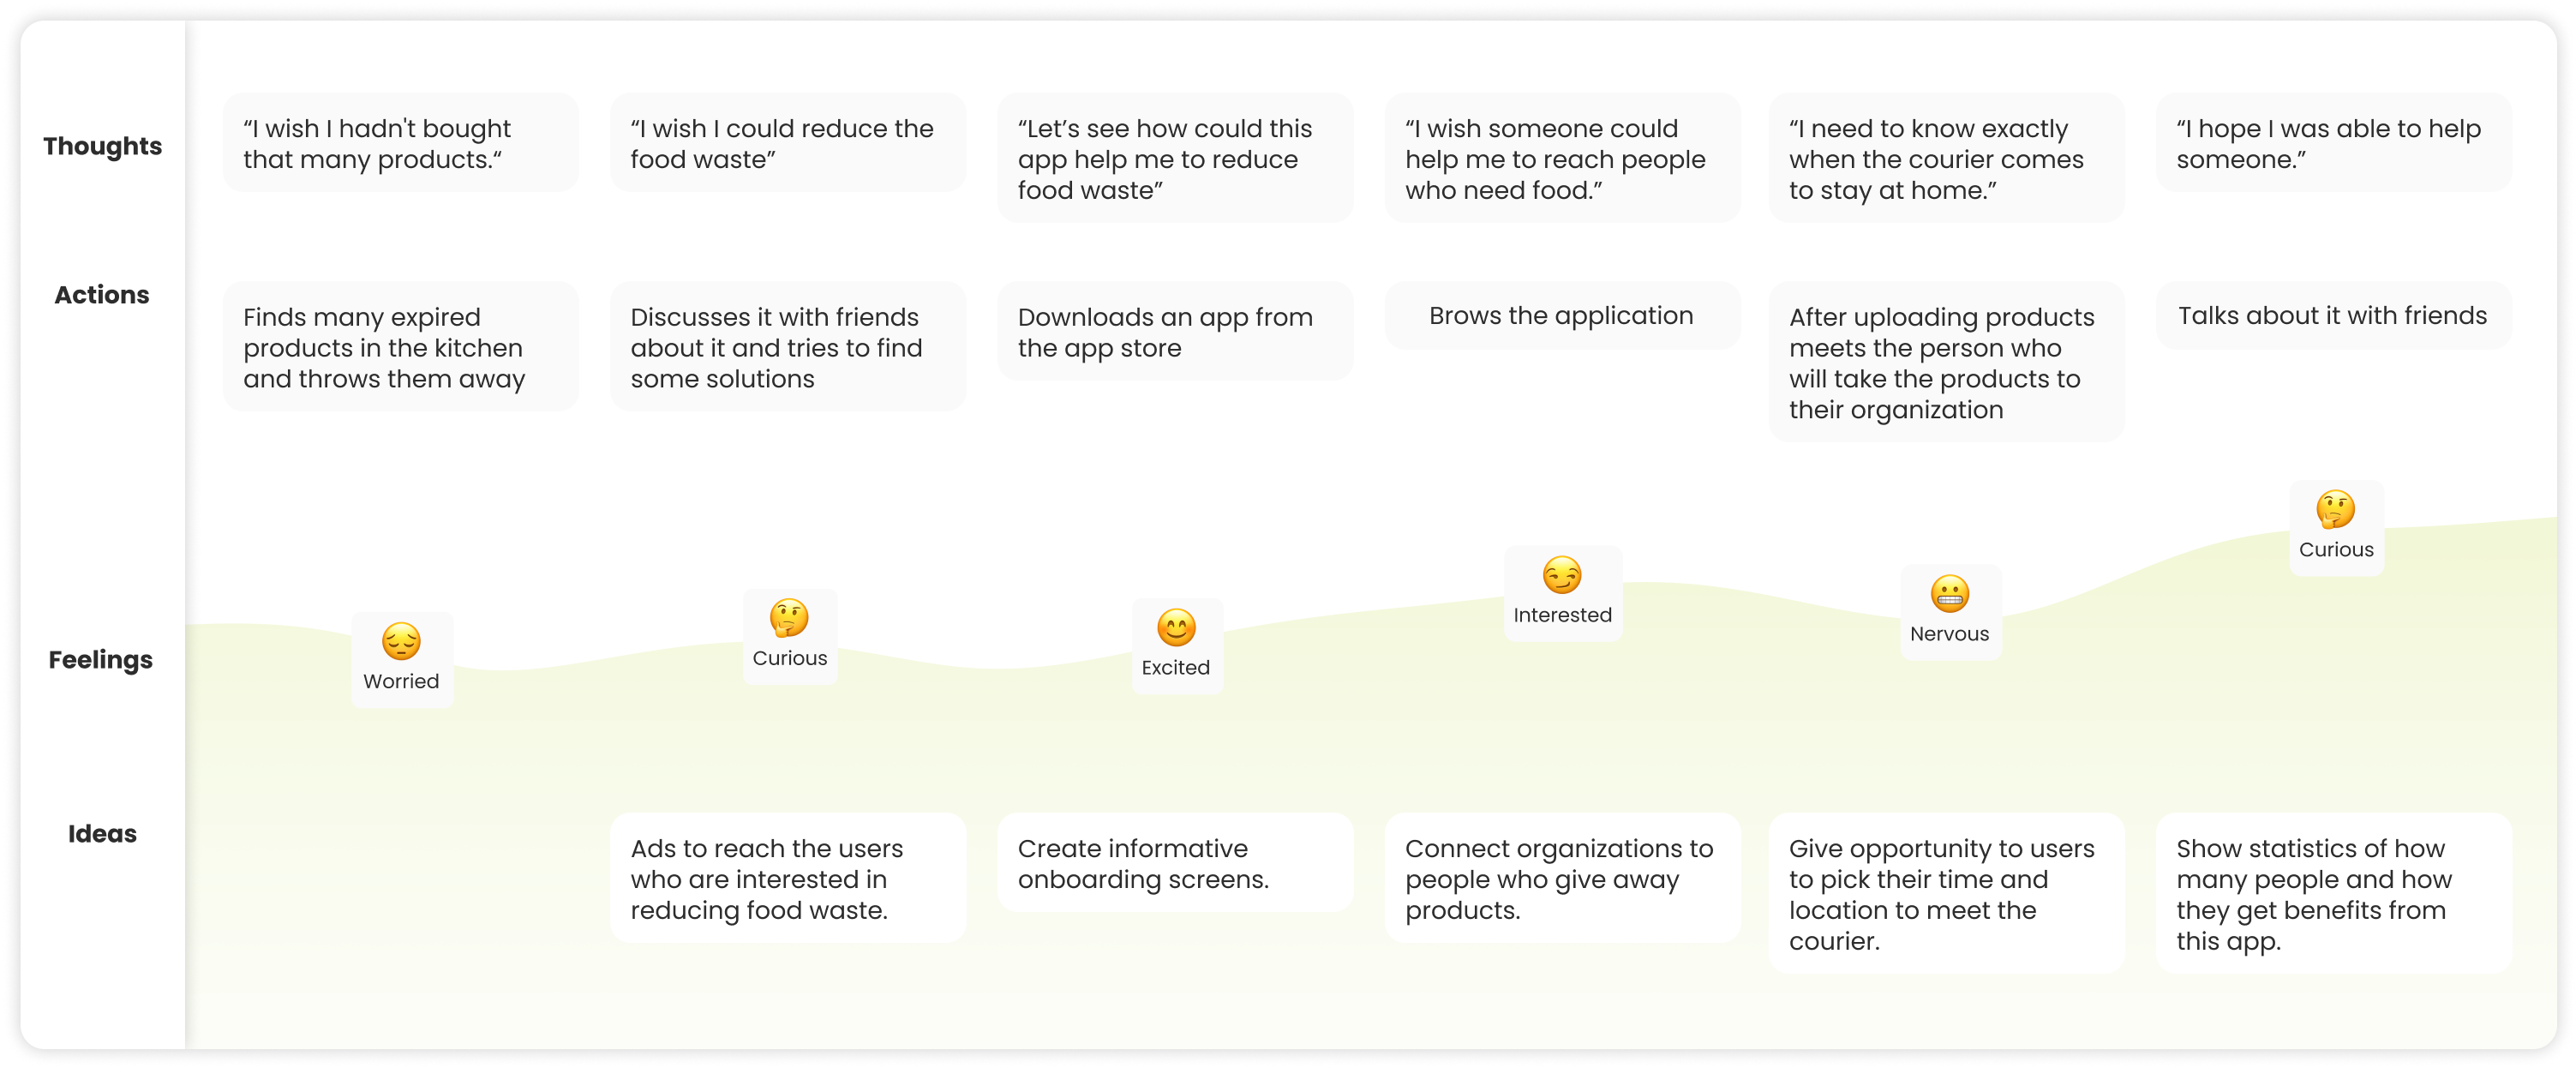 Thoughts
“I wish I hadn't bought
that many products.“
“I wish I could reduce the
food waste”
“Let’s see how could this
app help me to reduce
food waste”
“I wish someone could
help me to reach people
who need food.”
“I need to know exactly
when the courier comes
to stay at home.”
“I hope I was able to help
someone.”
Actions
Finds many expired
products in the kitchen
and throws them away
Discusses it with friends
about it and tries to find
some solutions
Downloads an app from
the app store
Brows the application
After uploading products
meets the person who
will take the products to
their organization
Talks about it with friends
Feelings
Worried
Curious
Excited
Interested
Nervous
Curious
Ideas
Ads to reach the users
who are interested in
reducing food waste.
Create informative
onboarding screens.
Connect organizations to
people who give away
products.
Give opportunity to users
to pick their time and
location to meet the
courier.
Show statistics of how
many people and how
they get benefits from
this app.